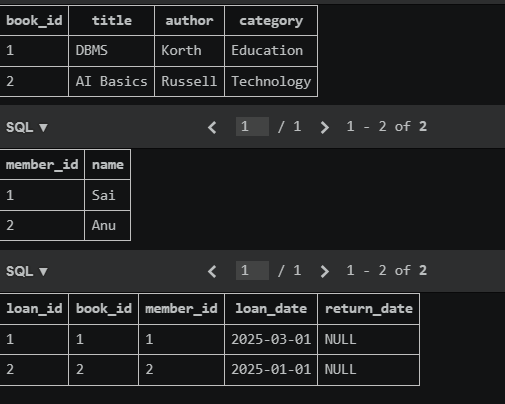 book_id title author category
1 DBMS Korth Education
2 AI Basics Russell Technology
SQL ▼ < 1 / 1 > 1 - 2 of 2
member_id name
1 Sai
2 Anu
SQL ▼ < 1 / 1 > 1 - 2 of 2
loan_id book_id member_id loan_date return_date
1 1 1 2025-03-01 NULL
2 2 2 2025-01-01 NULL